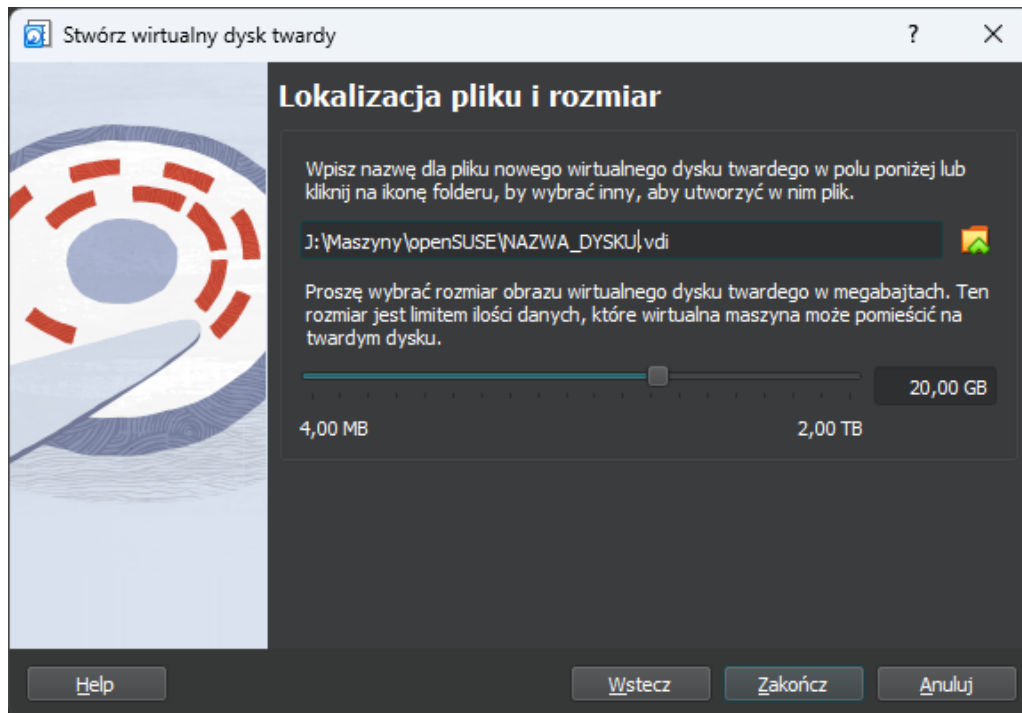 Stwórz wirtualny dysk twardy
?
Lokalizacja pliku i rozmiar
Wpisz nazwę dla pliku nowego wirtualnego dysku twardego w polu poniżej lub
kliknij na ikonę folderu, by wybrać inny, aby utworzyć w nim plik.
J:\Maszyny\openSUSE\NAZWA_DYSKU.vdi
Proszę wybrać rozmiar obrazu wirtualnego dysku twardego w megabajtach. Ten
rozmiar jest limitem ilości danych, które wirtualna maszyna może pomieścić na
twardym dysku.
20,00 GB
4,00 MB 2,00 TB
Help Wstecz Zakończ Anuluj